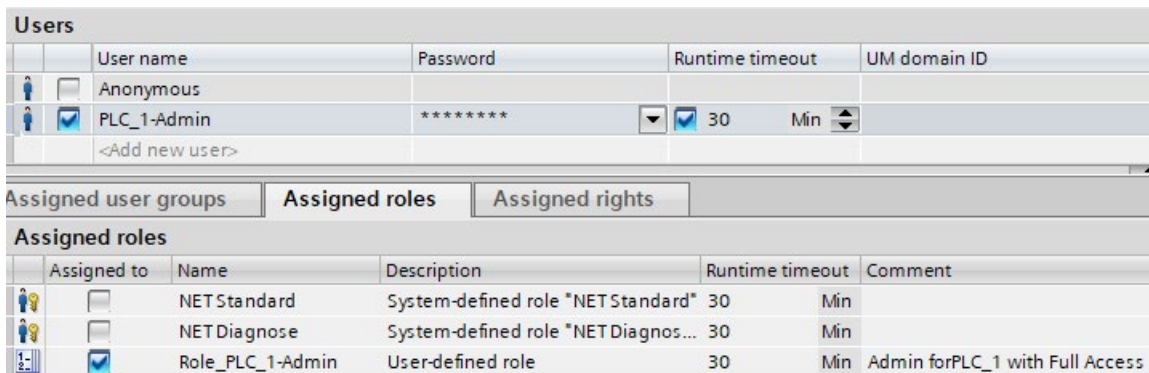 Users
User name Password Runtime timeout UM domain ID
Anonymous
PLC_1-Admin ******** 30 Min
<Add new user>
Assigned user groups Assigned roles Assigned rights
Assigned roles
Assigned to Name Description Runtime timeout Comment
NET Standard System-defined role "NET Standard" 30 Min
NET Diagnose System-defined role "NET Diagnos... 30 Min
Role_PLC_1-Admin User-defined role 30 Min Admin forPLC_1 with Full Access